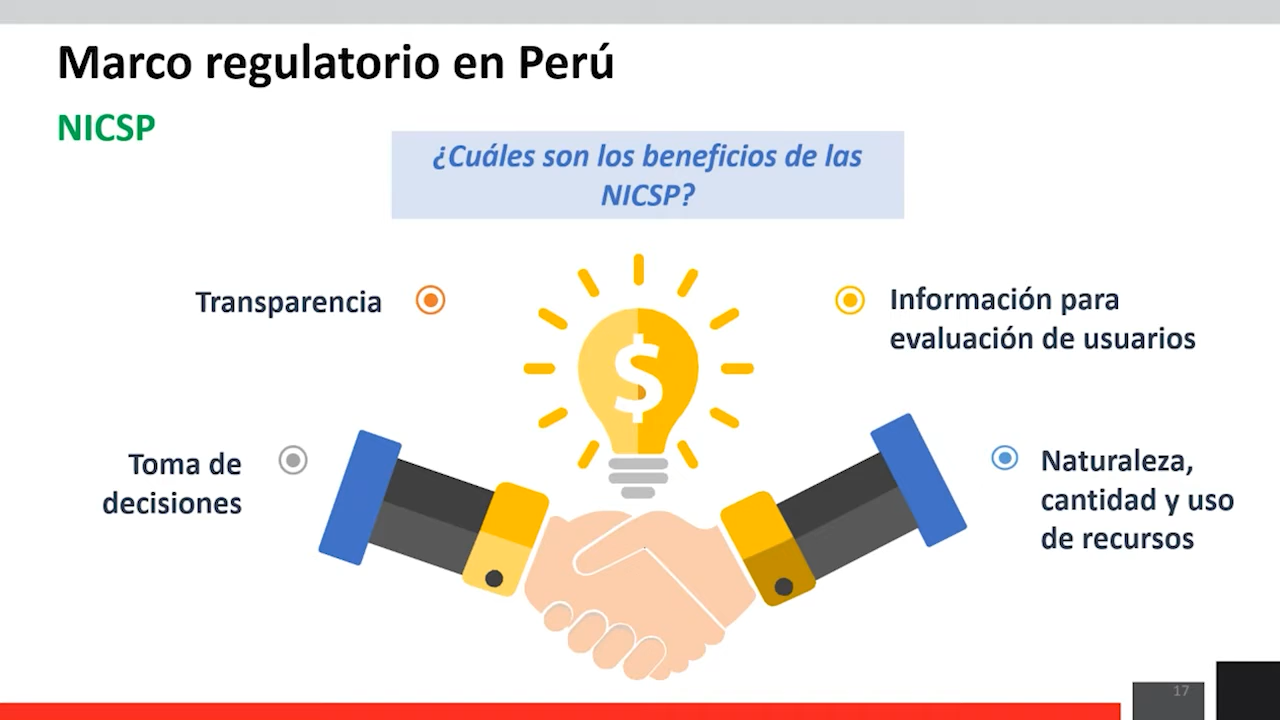 Marco regulatorio en Perú
NICSP
¿Cuáles son los beneficios de las
NICSP?
Transparencia
Información para
evaluación de usuarios
Toma de
decisiones
Naturaleza,
cantidad y uso
de recursos
$
17